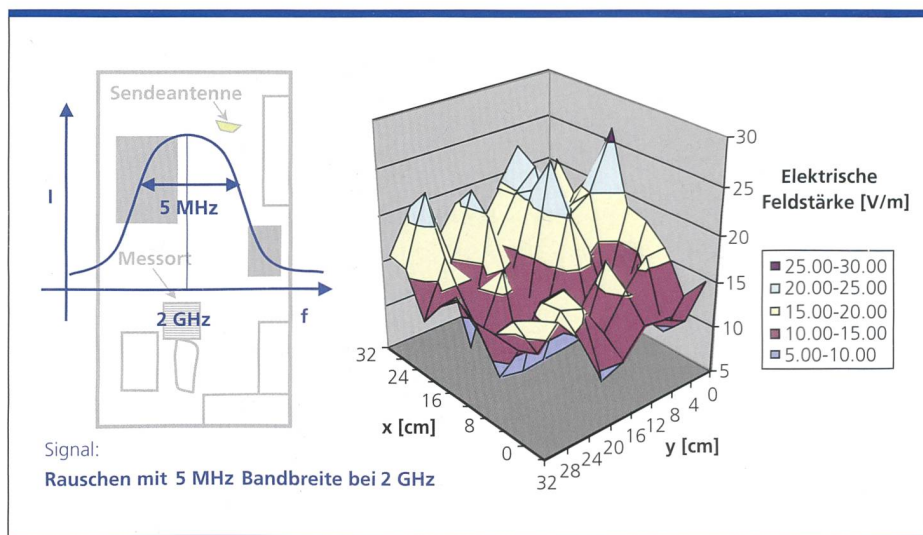 Sendeantenne
I
5 MHz
Messort
2 GHz
f
Signal:
Rauschen mit 5 MHz Bandbreite bei 2 GHz
30
25
20
15
10
5
Elektrische
Feldstärke [V/m]
25.00-30.00
20.00-25.00
15.00-20.00
10.00-15.00
5.00-10.00
32
24
16
8
0
x [cm]
32
28
24
20
16
12
8
4
0
y [cm]